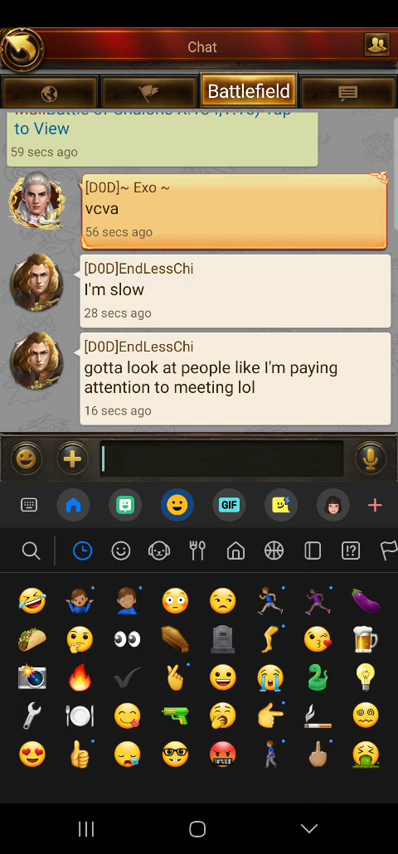 Chat
Battlefield
to View
59 secs ago
[D0D]~ Exo ~
vcva
56 secs ago
[D0D]EndLessChi
I'm slow
28 secs ago
[D0D]EndLessChi
gotta look at people like I'm paying
attention to meeting lol
16 secs ago
GIF
!?